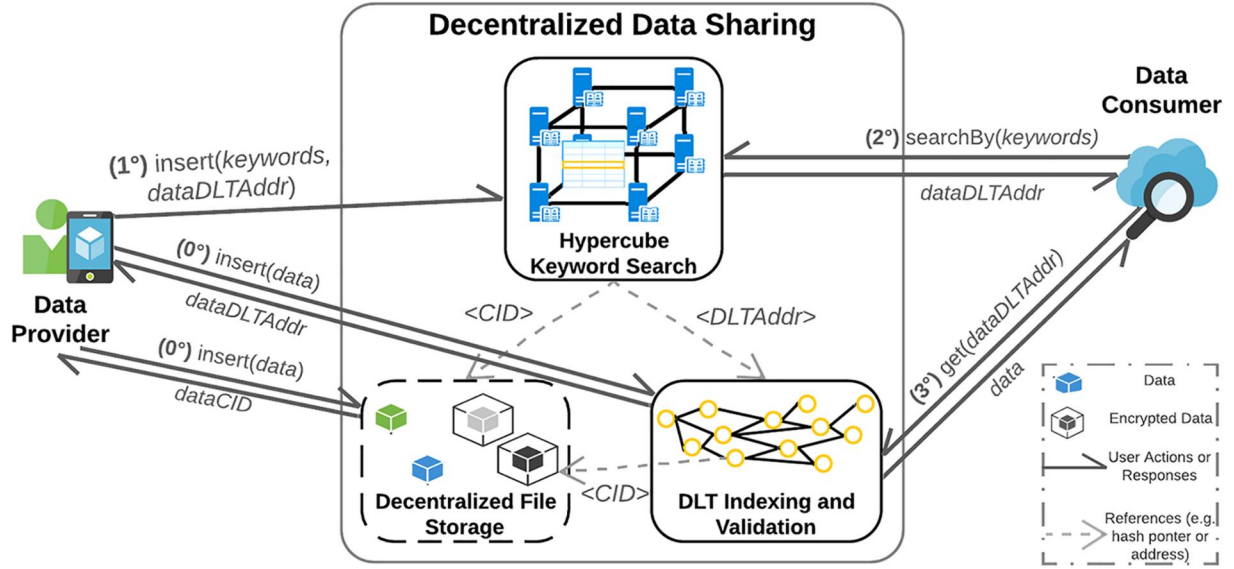 Decentralized Data Sharing
Data
Consumer
(1°) insert(keywords,
dataDLTAddr)
(2°) searchBy(keywords)
dataDLTAddr
Hypercube
Keyword Search
Data
Provider
(0°) insert(data)
dataDLTAddr
(0°) insert(data)
dataCID
<CID>
<DLTAddr>
(3°) get(dataDLTAddr)
data
<CID>
Decentralized File
Storage
DLT Indexing and
Validation
Data
Encrypted Data
User Actions or
Responses
References (e.g.
hash ponter or
address)